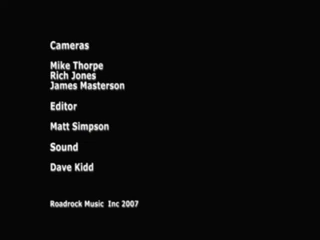 Cameras
Mike Thorpe
Rich Jones
James Masterson
Editor
Matt Simpson
Sound
Dave Kidd
Roadrock Music Inc 2007